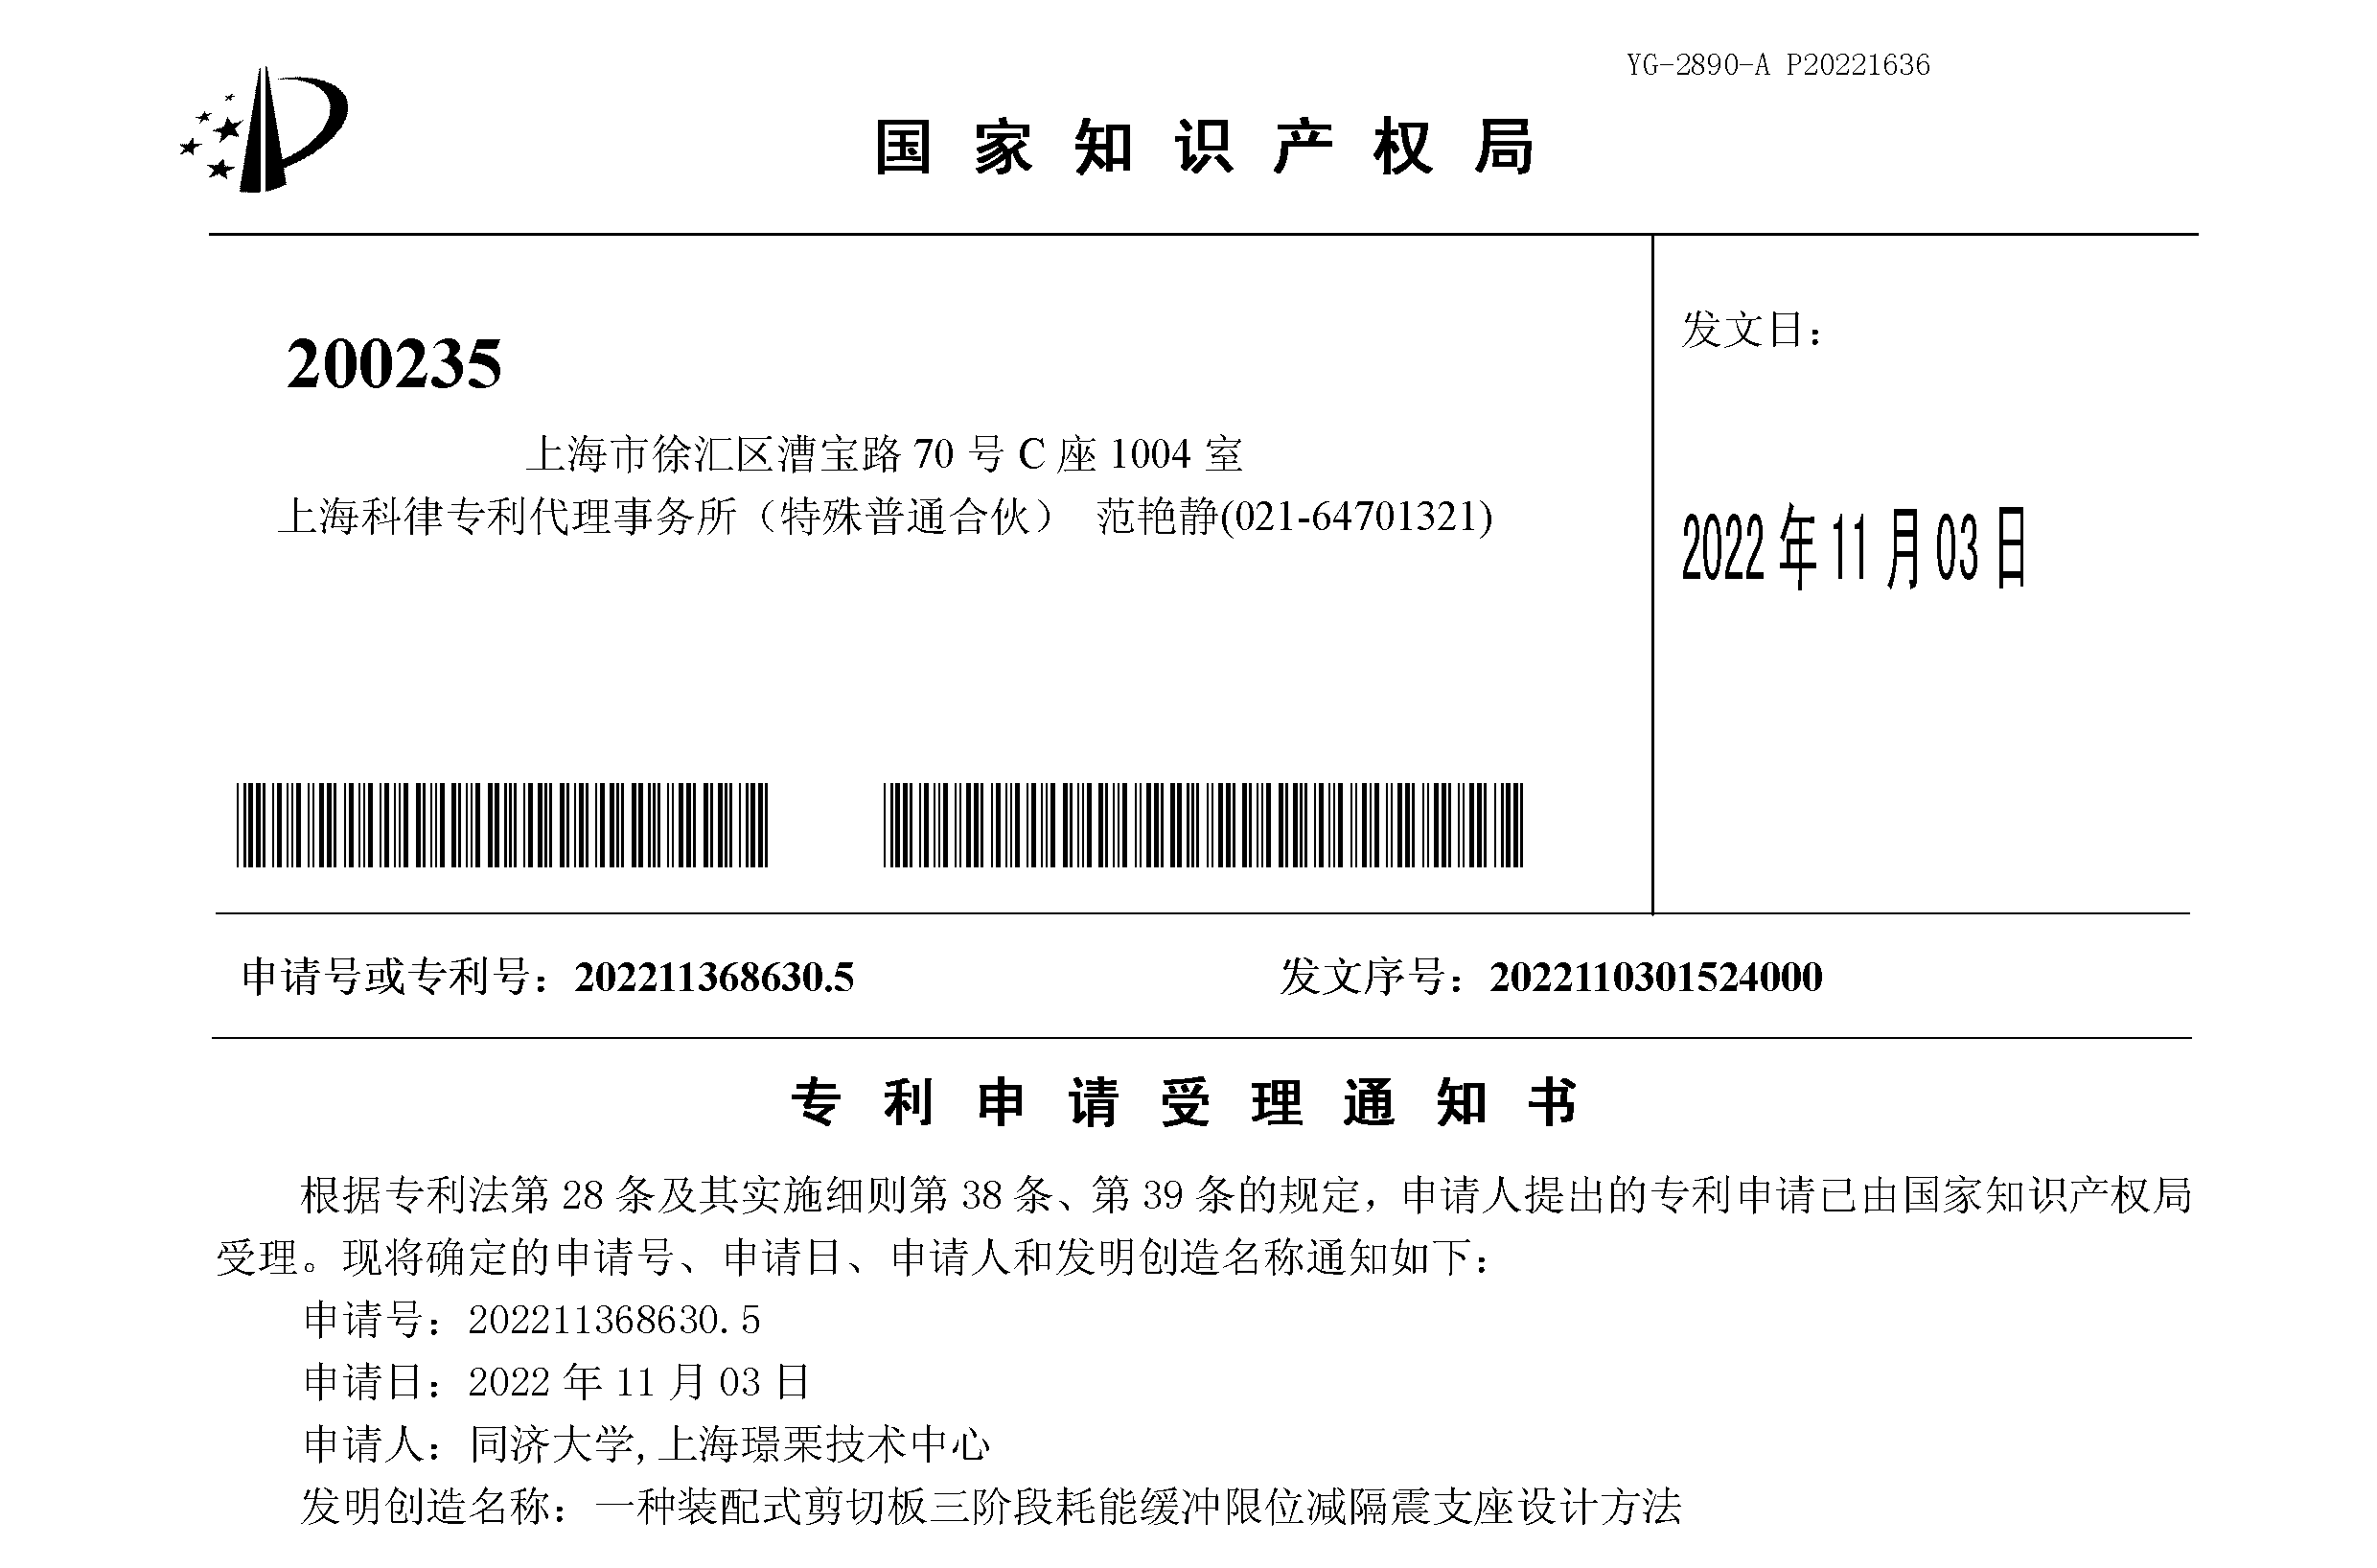 YG-2890-A P20221636
国家知识产权局
发文日：
200235
上海市徐汇区漕宝路 70 号 C 座 1004 室
上海科律专利代理事务所（特殊普通合伙） 范艳静(021-64701321)
2022 年 11 月 03 日
申请号或专利号：202211368630.5 发文序号：2022110301524000
专利申请受理通知书
根据专利法第 28 条及其实施细则第 38 条、第 39 条的规定，申请人提出的专利申请已由国家知识产权局
受理。现将确定的申请号、申请日、申请人和发明创造名称通知如下：
申请号：202211368630.5
申请日：2022 年 11 月 03 日
申请人：同济大学,上海璟栗技术中心
发明创造名称：一种装配式剪切板三阶段耗能缓冲限位减隔震支座设计方法